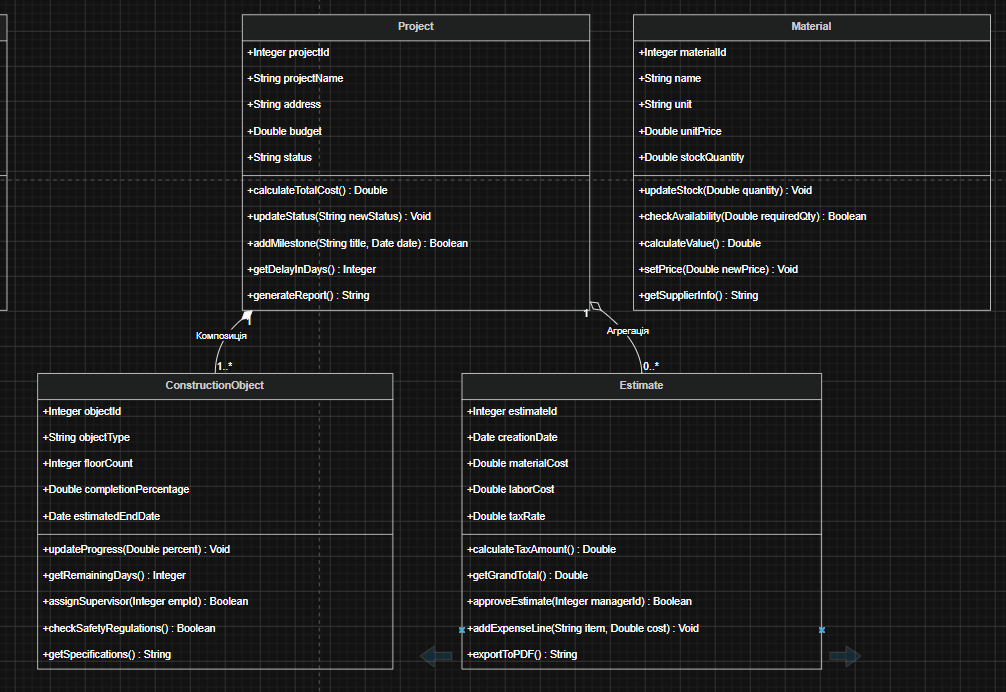 Project
+Integer projectId
+String projectName
+String address
+Double budget
+String status
+calculateTotalCost() : Double
+updateStatus(String newStatus) : Void
+addMilestone(String title, Date date) : Boolean
+getDelayInDays() : Integer
+generateReport() : String
Material
+Integer materialId
+String name
+String unit
+Double unitPrice
+Double stockQuantity
+updateStock(Double quantity) : Void
+checkAvailability(Double requiredQty) : Boolean
+calculateValue() : Double
+setPrice(Double newPrice) : Void
+getSupplierInfo() : String
1
Композиція
1..*
1
Агрегація
0..*
ConstructionObject
+Integer objectId
+String objectType
+Integer floorCount
+Double completionPercentage
+Date estimatedEndDate
+updateProgress(Double percent) : Void
+getRemainingDays() : Integer
+assignSupervisor(Integer empId) : Boolean
+checkSafetyRegulations() : Boolean
+getSpecifications() : String
Estimate
+Integer estimateId
+Date creationDate
+Double materialCost
+Double laborCost
+Double taxRate
+calculateTaxAmount() : Double
+getGrandTotal() : Double
+approveEstimate(Integer managerId) : Boolean
+addExpenseLine(String item, Double cost) : Void
+exportToPDF() : String